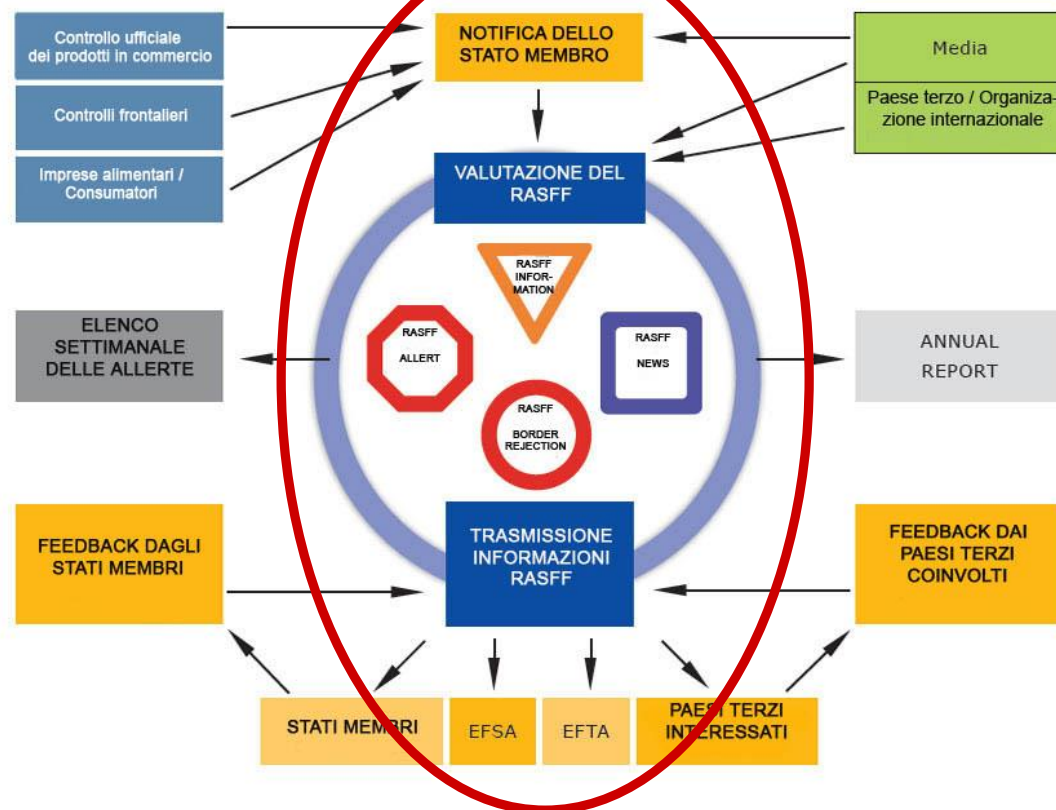 Controllo ufficiale
dei prodotti in commercio
Controlli frontalieri
Imprese alimentari /
Consumatori
NOTIFICA DELLO
STATO MEMBRO
Media
Paese terzo / Organiza-
zione internazionale
VALUTAZIONE DEL
RASFF
RASFF
INFOR-
MATION
RASFF
ALLERT
RASFF
NEWS
RASFF
BORDER
REJECTION
ELENCO
SETTIMANALE
DELLE ALLERTE
ANNUAL
REPORT
FEEDBACK DAGLI
STATI MEMBRI
TRASMISSIONE
INFORMAZIONI
RASFF
FEEDBACK DAI
PAESI TERZI
COINVOLTI
STATI MEMBRI
EFSA
EFTA
PAESI TERZI
INTERESSATI